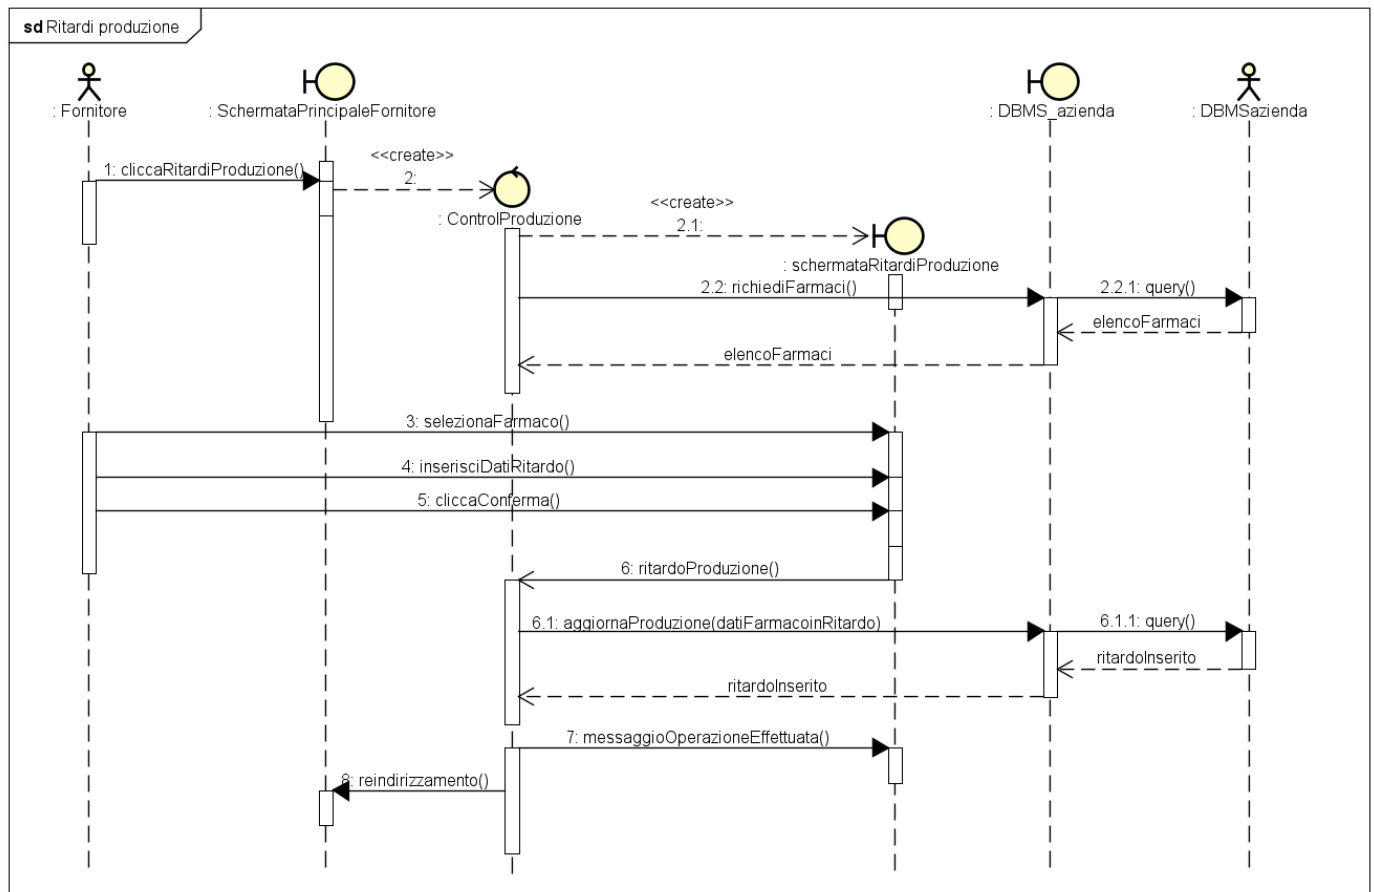 sd Ritardi produzione
: Fornitore
: SchermataPrincipaleFornitore
: DBMS_azienda
: DBMSazienda
1: cliccaRitardiProduzione()
<<create>>
2:
: ControlProduzione
<<create>>
2.1:
: schermataRitardiProduzione
2.2: richiediFarmaci()
2.2.1: query()
elencoFarmaci
elencoFarmaci
3: selezionaFarmaco()
4: inserisciDatiRitardo()
5: cliccaConferma()
6: ritardoProduzione()
6.1: aggiornaProduzione(datiFarmacoinRitardo)
6.1.1: query()
ritardoInserito
ritardoInserito
7: messaggioOperazioneEffettuata()
8: reindirizzamento()